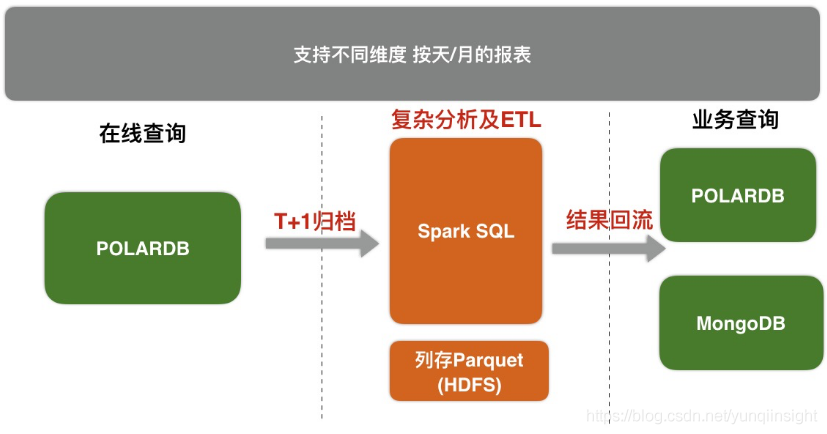 支持不同维度 按天/月的报表
在线查询
复杂分析及ETL
业务查询
POLARDB
T+1归档
Spark SQL
结果回流
POLARDB
MongoDB
列存Parquet
(HDFS)
https://blog.csdn.net/yunqiinsight